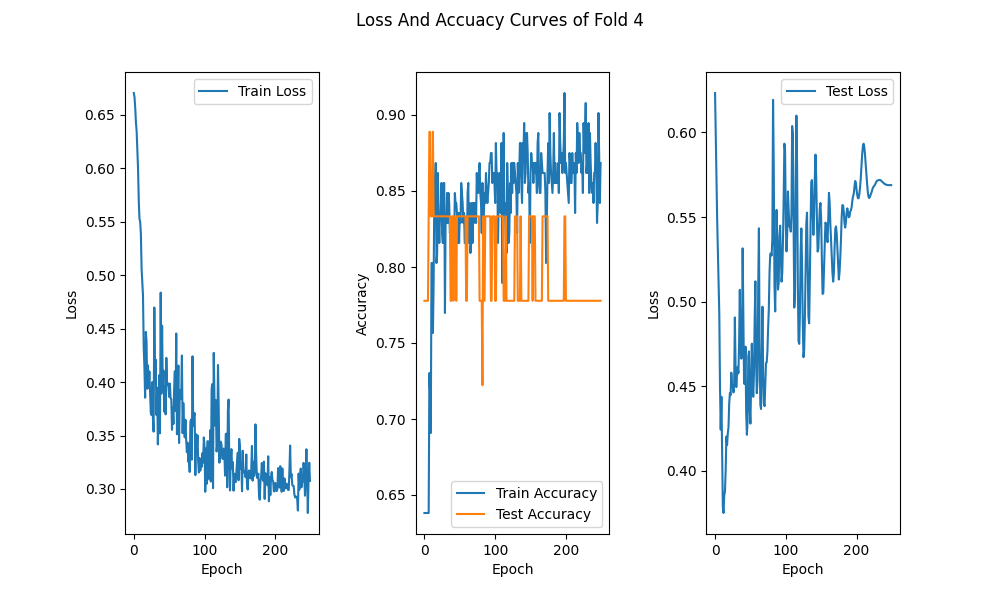 Loss And Accuacy Curves of Fold 4
Train Loss
0.65
0.60
0.55
0.50
0.45
0.40
0.35
0.30
Loss
0
100
200
Epoch
0.90
0.85
0.80
0.75
0.70
0.65
Accuracy
Train Accuracy
Test Accuracy
0
100
200
Epoch
Test Loss
0.60
0.55
0.50
0.45
0.40
Loss
0
100
200
Epoch